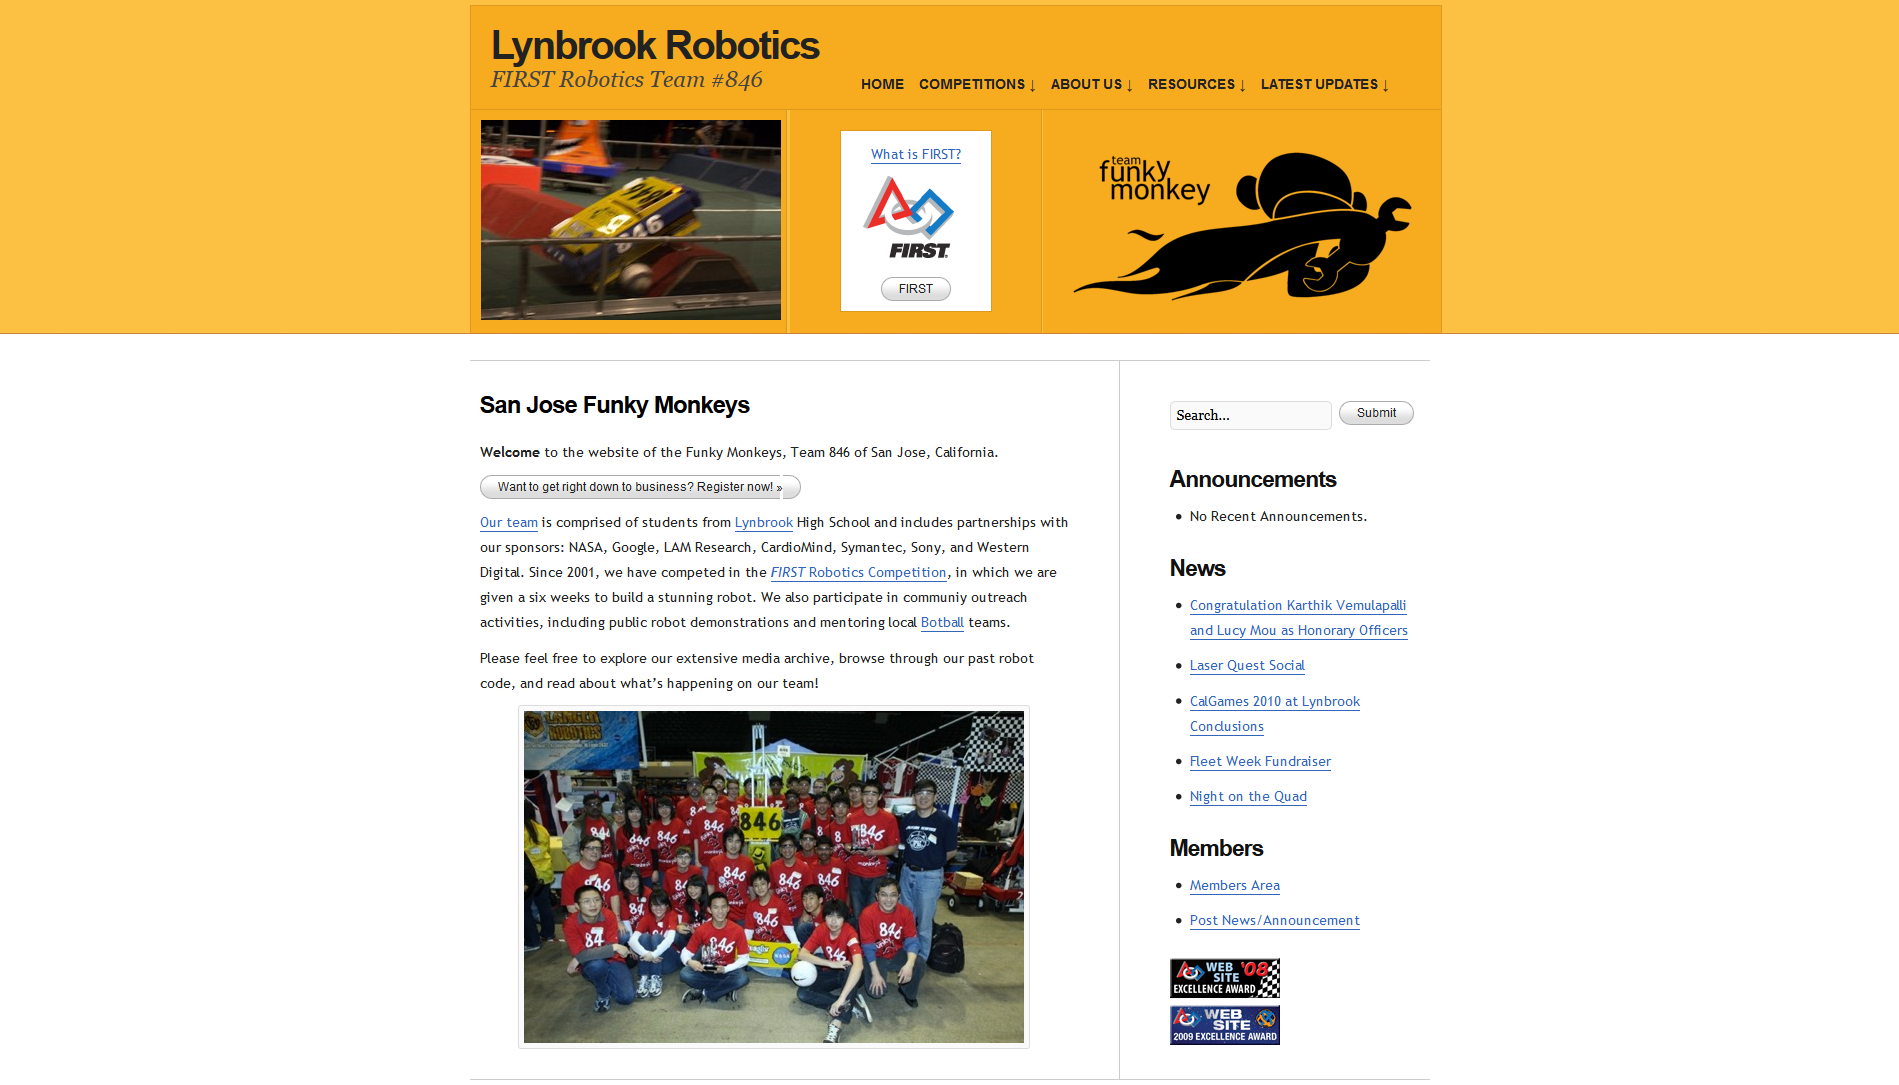 Lynbrook Robotics
FIRST Robotics Team #846
HOME COMPETITIONS ↓ ABOUT US ↓ RESOURCES ↓ LATEST UPDATES ↓
846
What is FIRST?
FIRST
FIRST
team
funky
monkey
San Jose Funky Monkeys
Welcome to the website of the Funky Monkeys, Team 846 of San Jose, California.
Want to get right down to business? Register now! »
Our team is comprised of students from Lynbrook High School and includes partnerships with
our sponsors: NASA, Google, LAM Research, CardioMind, Symantec, Sony, and Western
Digital. Since 2001, we have competed in the FIRST Robotics Competition, in which we are
given a six weeks to build a stunning robot. We also participate in communiy outreach
activities, including public robot demonstrations and mentoring local Botball teams.
Please feel free to explore our extensive media archive, browse through our past robot
code, and read about what's happening on our team!
ROBOTICS
846
846
846
846
846
846
NASA
Search...
Submit
Announcements
• No Recent Announcements.
News
• Congratulation Karthik Vemulapalli
and Lucy Mou as Honorary Officers
• Laser Quest Social
• CalGames 2010 at Lynbrook
Conclusions
• Fleet Week Fundraiser
• Night on the Quad
Members
• Members Area
• Post News/Announcement
WEB SITE '08
EXCELLENCE AWARD
WEB SITE
2009 EXCELLENCE AWARD